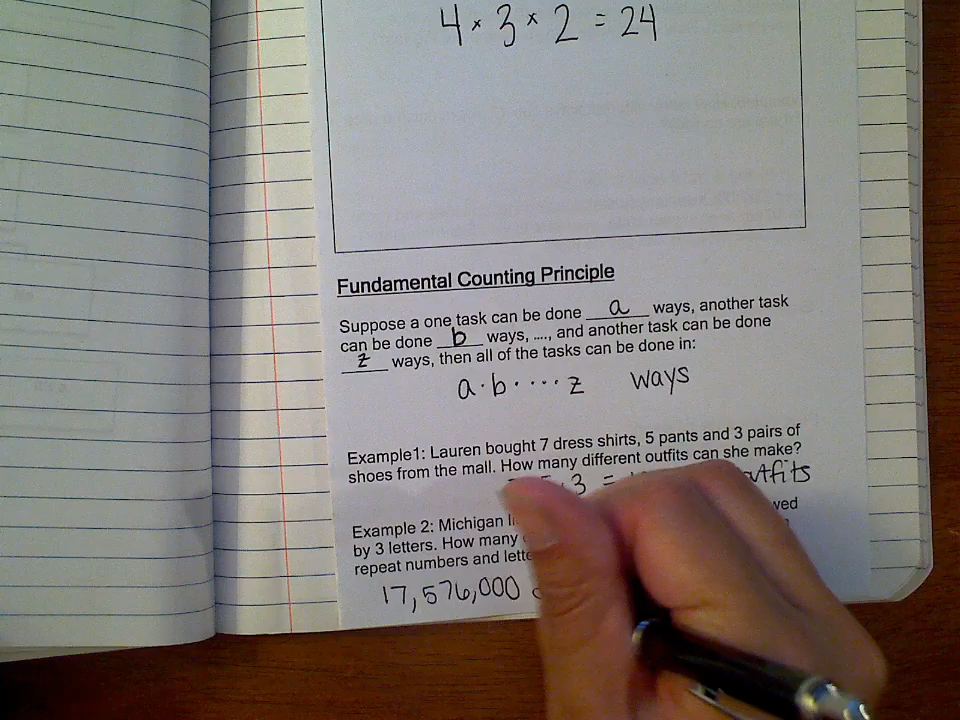 4 × 3 × 2 = 24
Fundamental Counting Principle
Suppose a one task can be done a ways, another task
can be done b ways, ...., and another task can be done
z ways, then all of the tasks can be done in:
a · b · · · · z ways
Example1: Lauren bought 7 dress shirts, 5 pants and 3 pairs of
shoes from the mall. How many different outfits can she make?
· 3 =
Example 2: Michigan
by 3 letters. How many
repeat numbers and
17,576,000